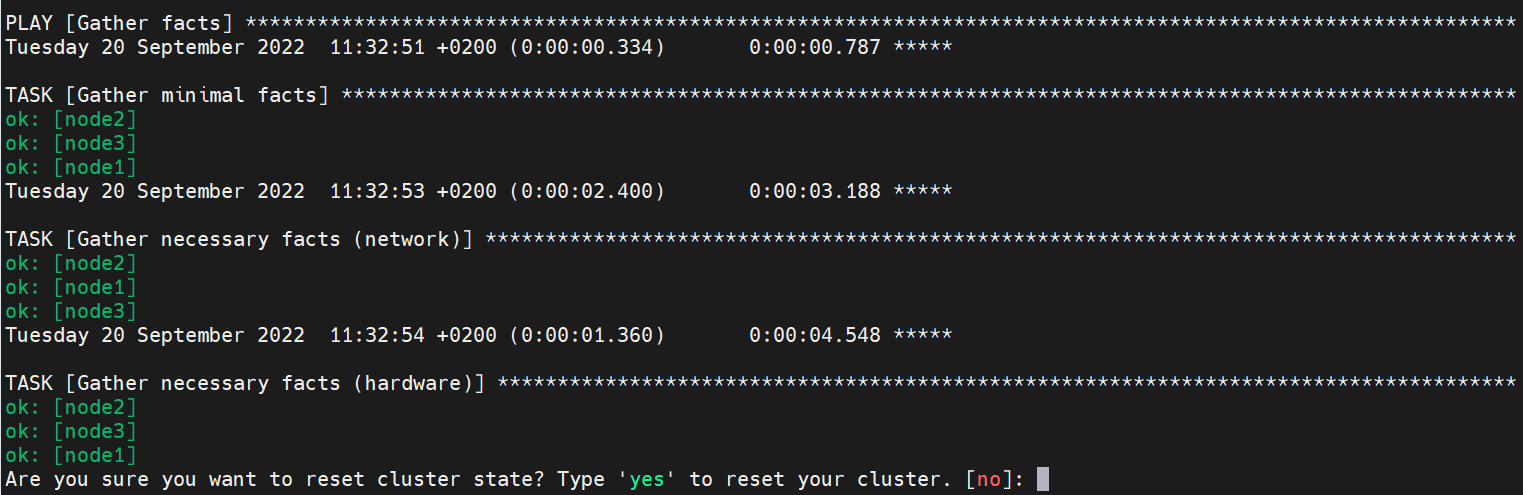 PLAY [Gather facts] **********************************************************************************************************
Tuesday 20 September 2022  11:32:51 +0200 (0:00:00.334)       0:00:00.787 *****
TASK [Gather minimal facts] **************************************************************************************************
ok: [node2]
ok: [node3]
ok: [node1]
Tuesday 20 September 2022  11:32:53 +0200 (0:00:02.400)       0:00:03.188 *****
TASK [Gather necessary facts (network)] **************************************************************************************
ok: [node2]
ok: [node1]
ok: [node3]
Tuesday 20 September 2022  11:32:54 +0200 (0:00:01.360)       0:00:04.548 *****
TASK [Gather necessary facts (hardware)] *************************************************************************************
ok: [node2]
ok: [node3]
ok: [node1]
Are you sure you want to reset cluster state? Type 'yes' to reset your cluster. [no]: